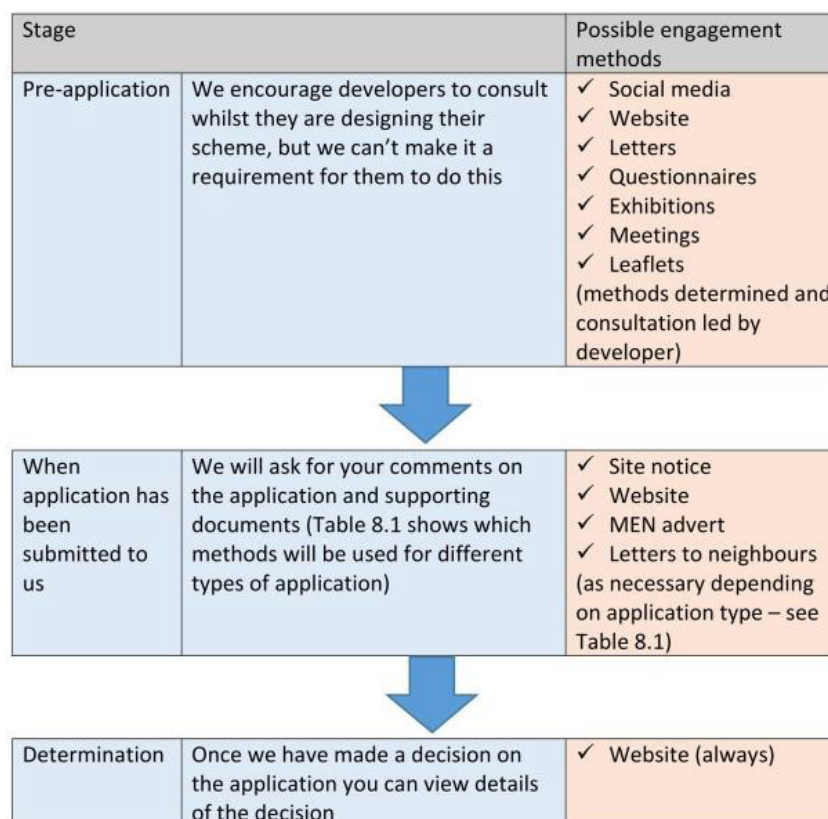 Stage
Possible engagement
methods
Pre-application
We encourage developers to consult
whilst they are designing their
scheme, but we can’t make it a
requirement for them to do this
✓ Social media
✓ Website
✓ Letters
✓ Questionnaires
✓ Exhibitions
✓ Meetings
✓ Leaflets
(methods determined and
consultation led by
developer)
When
application has
been
submitted to
us
We will ask for your comments on
the application and supporting
documents (Table 8.1 shows which
methods will be used for different
types of application)
✓ Site notice
✓ Website
✓ MEN advert
✓ Letters to neighbours
(as necessary depending
on application type – see
Table 8.1)
Determination
Once we have made a decision on
the application you can view details
of the decision
✓ Website (always)